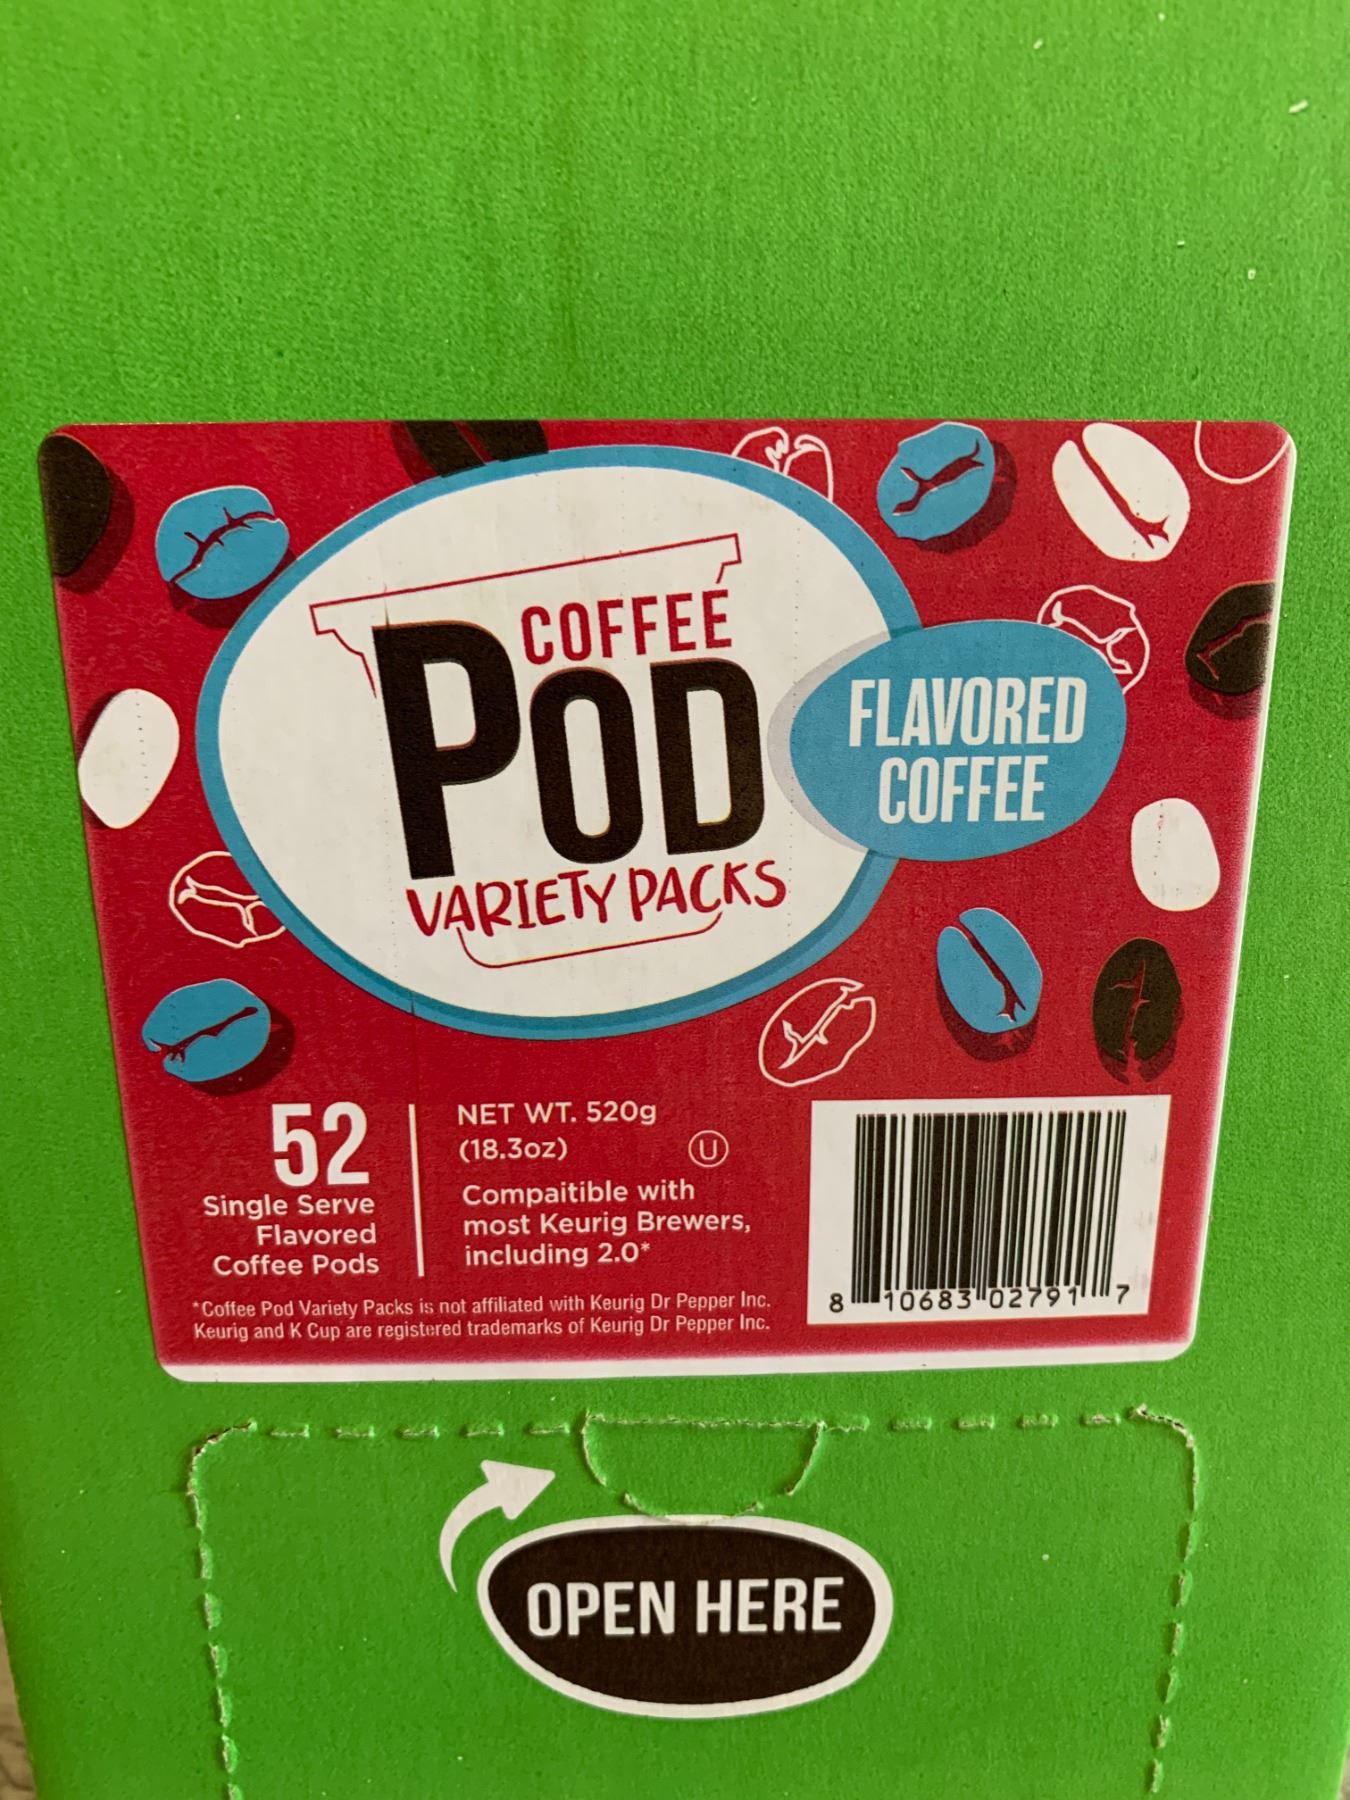 COFFEE
POD
VARIETY PACKS
FLAVORED
COFFEE
52
Single Serve
Flavored
Coffee Pods
NET WT. 520g
(18.3oz)
U
Compaitible with
most Keurig Brewers,
including 2.0*
*Coffee Pod Variety Packs is not affiliated with Keurig Dr Pepper Inc.
Keurig and K Cup are registered trademarks of Keurig Dr Pepper Inc.
8 10683 02791 7
OPEN HERE